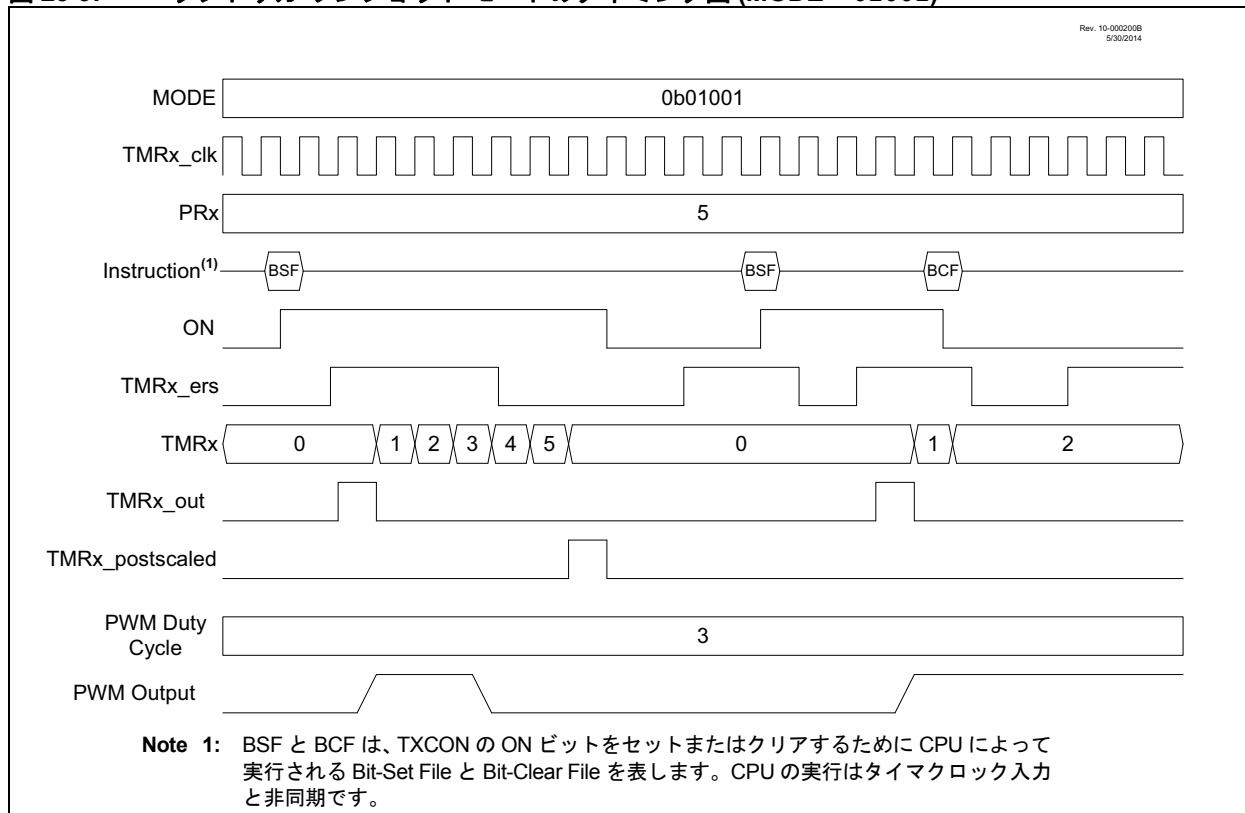 Rev. 10-000200B
5/30/2014
MODE 0b01001
TMRx_clk
PRx 5
Instruction(1) BSF BSF BCF
ON
TMRx_ers
TMRx 0 1 2 3 4 5 0 1 2
TMRx_out
TMRx_postscaled
PWM Duty
Cycle 3
PWM Output
Note 1: BSF と BCF は、TXCON の ON ビットをセットまたはクリアするために CPU によって
実行される Bit-Set File と Bit-Clear File を表します。CPU の実行はタイマクロック入力
と非同期です。